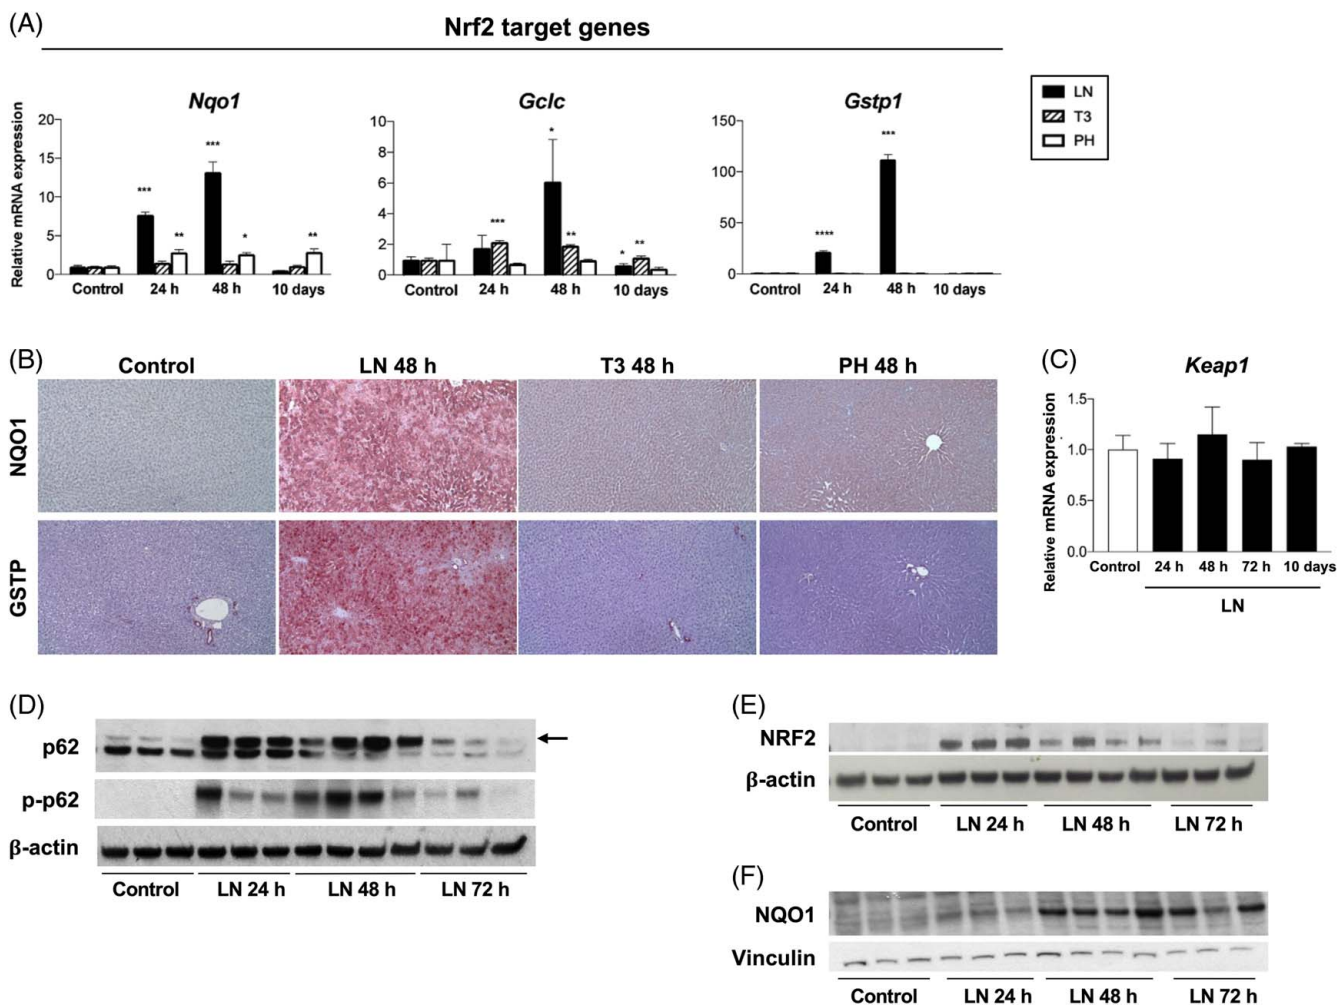 (A)
Nrf2 target genes
Nqo1
Gclc
Gstp1
LN
T3
PH
Relative mRNA expression
20
15
10
5
0
***
***
**
*
**
Control 24 h 48 h 10 days
10
8
6
4
2
0
***
*
**
*
**
Control 24 h 48 h 10 days
150
100
50
0
****
***
Control 24 h 48 h 10 days
(B)
Control LN 48 h T3 48 h PH 48 h
NQO1
GSTP
(C)
Keap1
Relative mRNA expression
1.5
1.0
0.5
0.0
Control 24 h 48 h 72 h 10 days
LN
(D)
p62
p-p62
β-actin
Control LN 24 h LN 48 h LN 72 h
(E)
NRF2
β-actin
Control LN 24 h LN 48 h LN 72 h
(F)
NQO1
Vinculin
Control LN 24 h LN 48 h LN 72 h